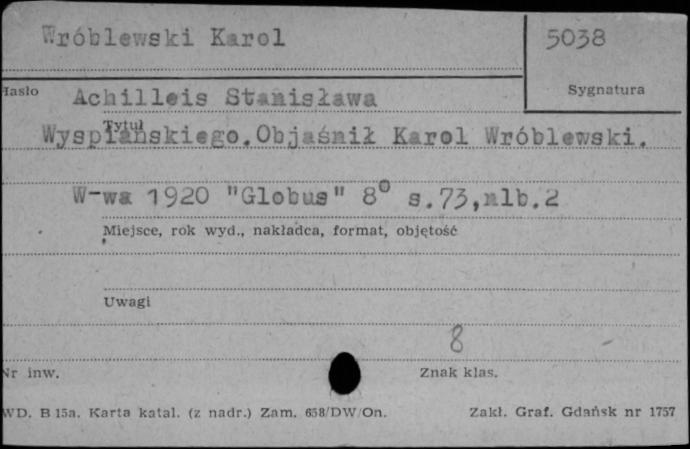 Wróblewski Karol
5038
Hasło
Sygnatura
Achilleis Stanisława
Tytuł
Wyspiańskiego.Objaśnił Karol Wróblewski.
W-wa 1920 "Globus" 8° s.73,nlb.2
Miejsce, rok wyd., nakładca, format, objętość
Uwagi
8
Nr inw.
Znak klas.
WD. B 15a. Karta katal. (z nadr.) Zam. 658/DW/On.
Zakł. Graf. Gdańsk nr 1757